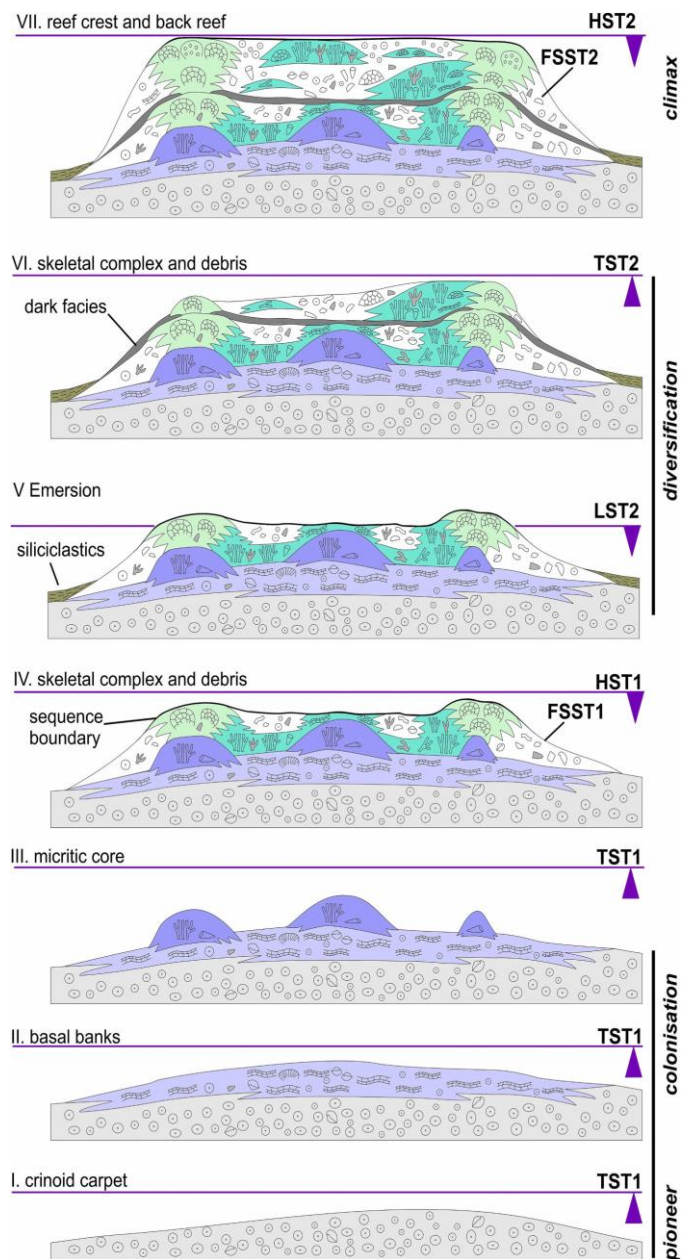 VII. reef crest and back reef
HST2
FSST2
climax
VI. skeletal complex and debris
TST2
dark facies
diversification
V Emersion
LST2
siliciclastics
IV. skeletal complex and debris
HST1
sequence
boundary
FSST1
III. micritic core
TST1
colonisation
II. basal banks
TST1
I. crinoid carpet
TST1
pioneer